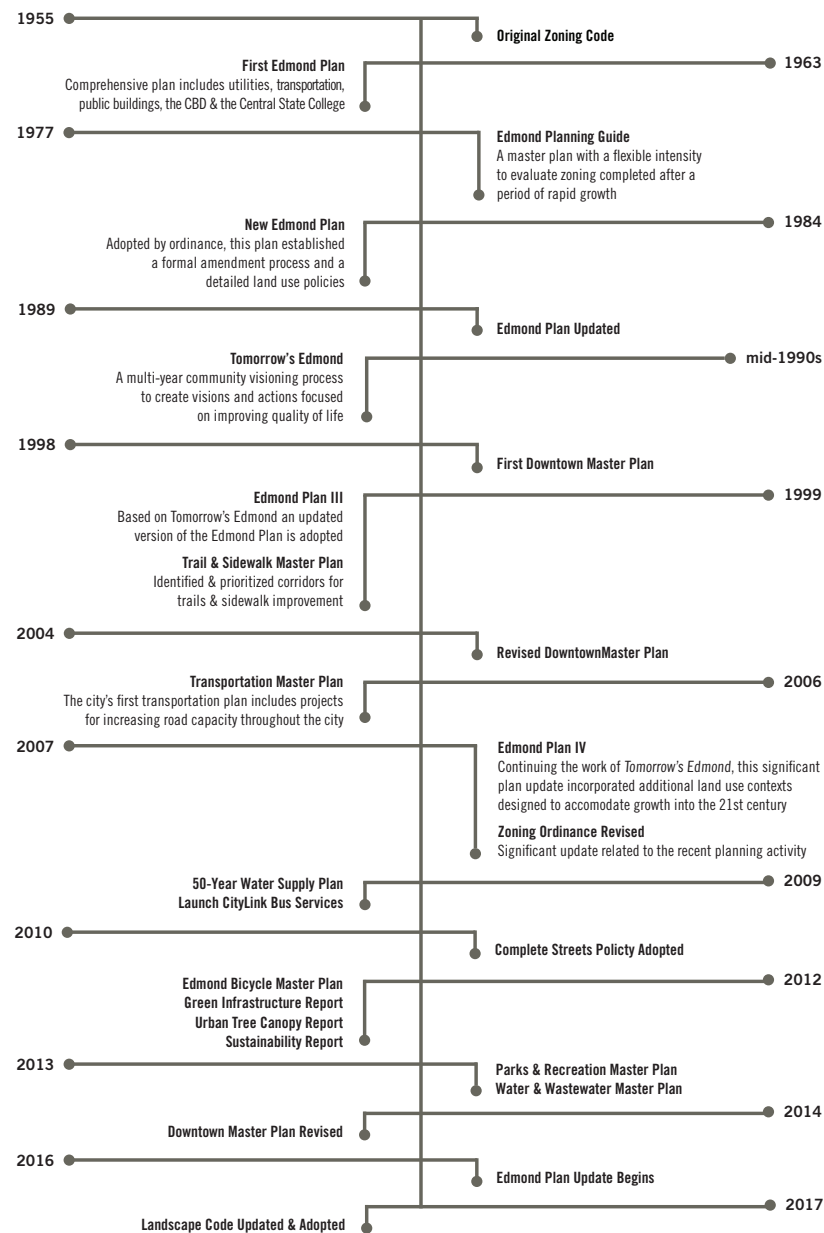 1955
Original Zoning Code
First Edmond Plan
1963
Comprehensive plan includes utilities, transportation,
public buildings, the CBD & the Central State College
1977
Edmond Planning Guide
A master plan with a flexible intensity
to evaluate zoning completed after a
period of rapid growth
New Edmond Plan
1984
Adopted by ordinance, this plan established
a formal amendment process and a
detailed land use policies
1989
Edmond Plan Updated
Tomorrow's Edmond
mid-1990s
A multi-year community visioning process
to create visions and actions focused
on improving quality of life
1998
First Downtown Master Plan
Edmond Plan III
1999
Based on Tomorrow's Edmond an updated
version of the Edmond Plan is adopted
Trail & Sidewalk Master Plan
Identified & prioritized corridors for
trails & sidewalk improvement
2004
Revised DowntownMaster Plan
Transportation Master Plan
2006
The city's first transportation plan includes projects
for increasing road capacity throughout the city
2007
Edmond Plan IV
Continuing the work of Tomorrow's Edmond, this significant
plan update incorporated additional land use contexts
designed to accomodate growth into the 21st century
Zoning Ordinance Revised
Significant update related to the recent planning activity
50-Year Water Supply Plan
2009
Launch CityLink Bus Services
2010
Complete Streets Policty Adopted
Edmond Bicycle Master Plan
2012
Green Infrastructure Report
Urban Tree Canopy Report
Sustainability Report
2013
Parks & Recreation Master Plan
Water & Wastewater Master Plan
2014
Downtown Master Plan Revised
2016
Edmond Plan Update Begins
2017
Landscape Code Updated & Adopted